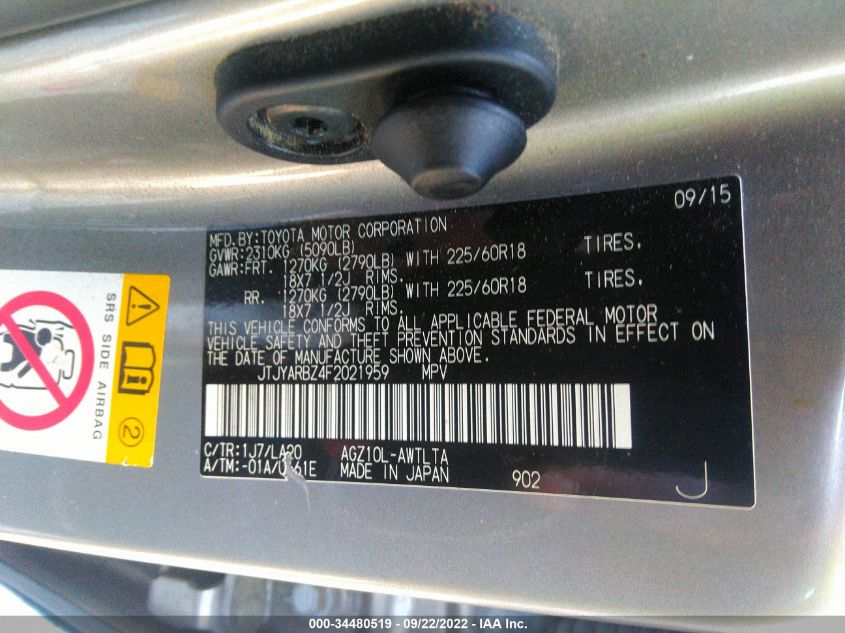 09/15
MFD.BY:TOYOTA MOTOR CORPORATION
GVWR:2310KG (5090LB)
GAWR:FRT. 1270KG (2790LB) WITH 225/60R18 TIRES.
18X7 1/2J RIMS.
RR. 1270KG (2790LB) WITH 225/60R18 TIRES.
18X7 1/2J RIMS.
THIS VEHICLE CONFORMS TO ALL APPLICABLE FEDERAL MOTOR
VEHICLE SAFETY AND THEFT PREVENTION STANDARDS IN EFFECT ON
THE DATE OF MANUFACTURE SHOWN ABOVE.
JTJYARBZ4F2021959 MPV
C/TR:1J7/LA20 AGZ10L-AWTLTA
A/TM:-01A/ MADE IN JAPAN 902
J
SRS SIDE AIRBAG
2
000-34480519 - 09/22/2022 - IAA Inc.